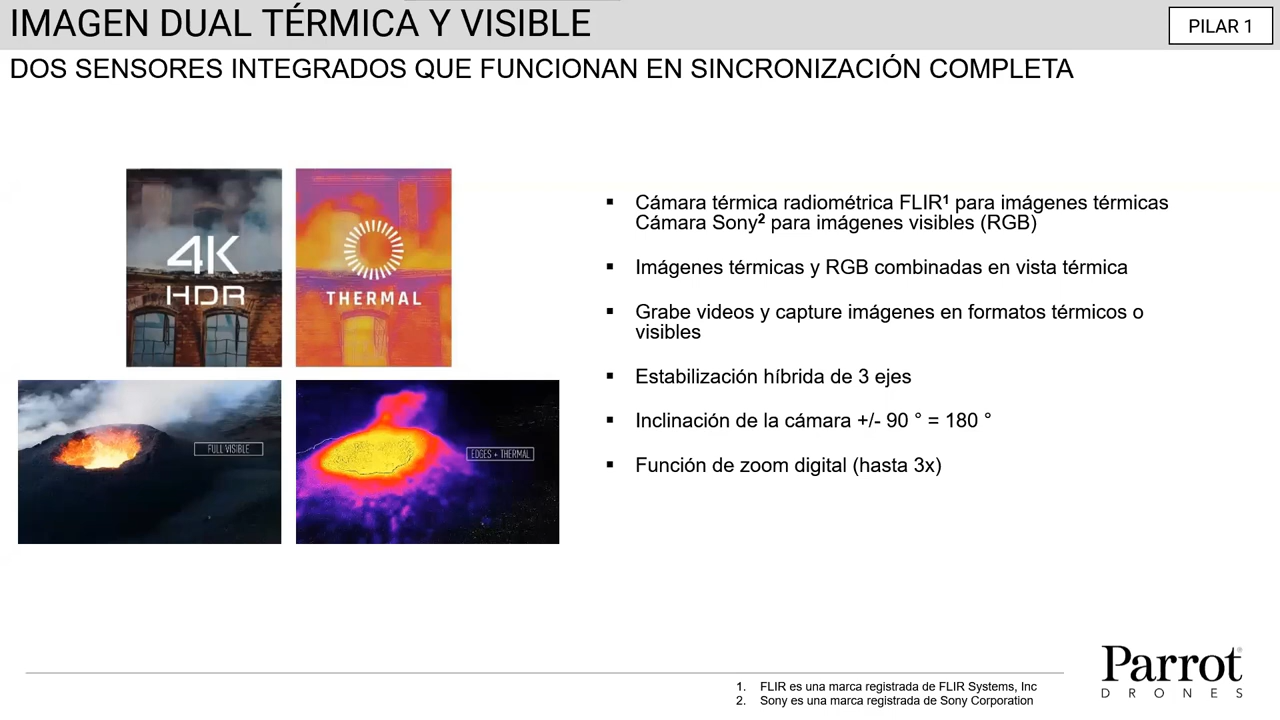 IMAGEN DUAL TÉRMICA Y VISIBLE
PILAR 1
DOS SENSORES INTEGRADOS QUE FUNCIONAN EN SINCRONIZACIÓN COMPLETA
4K
HDR
THERMAL
FULL VISIBLE
EDGES + THERMAL
▪ Cámara térmica radiométrica FLIR¹ para imágenes térmicas
Cámara Sony² para imágenes visibles (RGB)
▪ Imágenes térmicas y RGB combinadas en vista térmica
▪ Grabe videos y capture imágenes en formatos térmicos o
visibles
▪ Estabilización híbrida de 3 ejes
▪ Inclinación de la cámara +/- 90 ° = 180 °
▪ Función de zoom digital (hasta 3x)
1. FLIR es una marca registrada de FLIR Systems, Inc
2. Sony es una marca registrada de Sony Corporation
Parrot®
DRONES